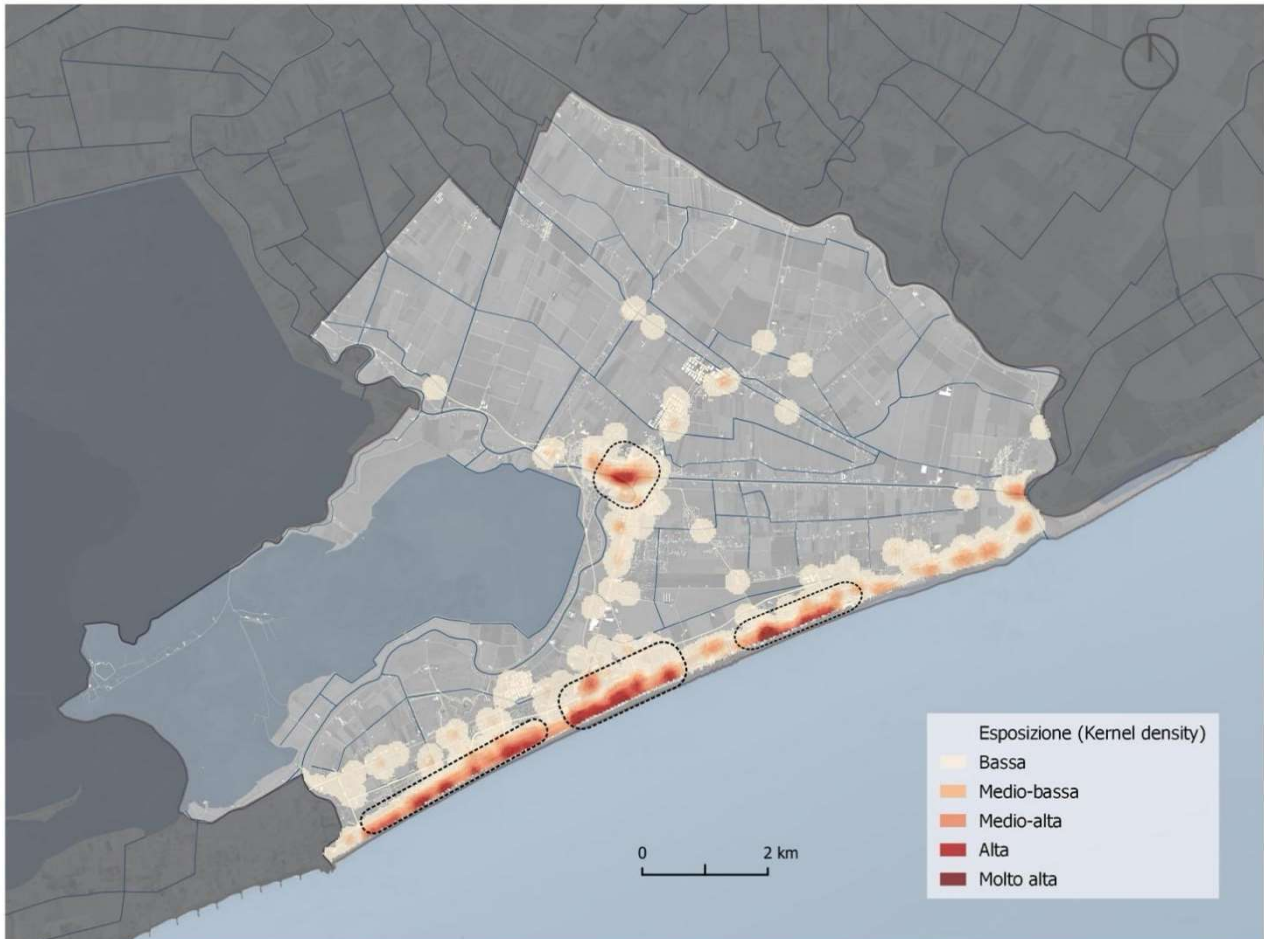 Esposizione (Kernel density)
Bassa
Medio-bassa
Medio-alta
Alta
Molto alta
0 2 km